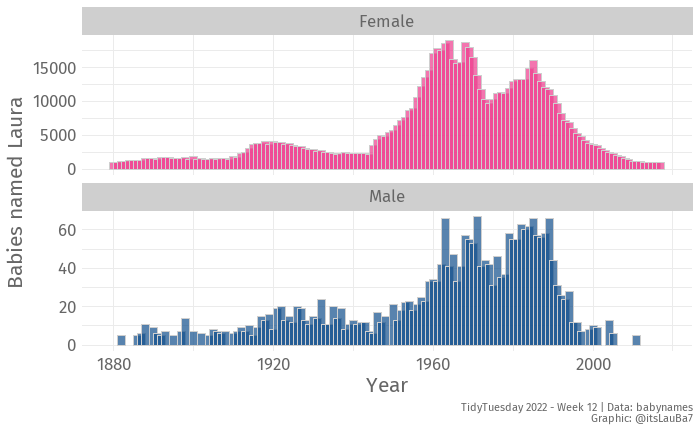 Female
Babies named Laura
15000
10000
5000
0
Male
60
40
20
0
1880
1920
1960
2000
Year
TidyTuesday 2022 - Week 12 | Data: babynames
Graphic: @itsLauBa7